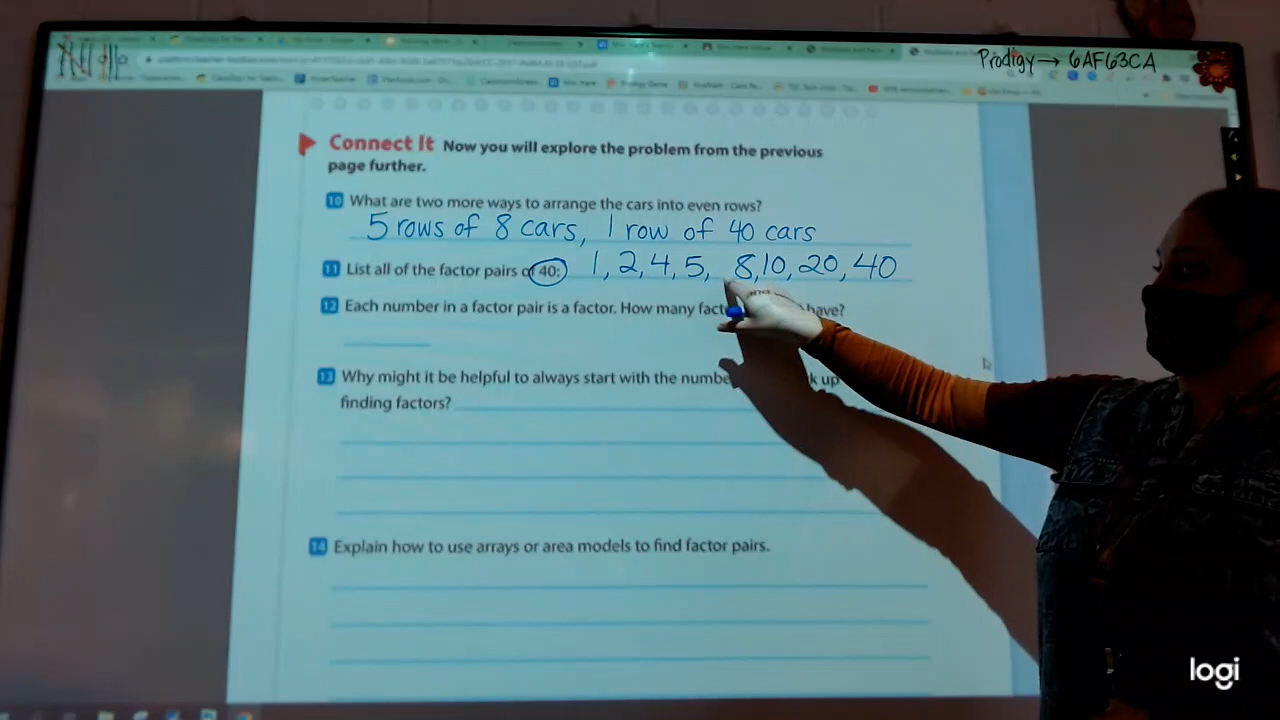 Prodigy → 6AF63CA
Connect It Now you will explore the problem from the previous
page further.
10 What are two more ways to arrange the cars into even rows?
5 rows of 8 cars, 1 row of 40 cars
11 List all of the factor pairs of 40: 1, 2, 4, 5, 8, 10, 20, 40
12 Each number in a factor pair is a factor. How many have?
13 Why might it be helpful to always start with the up
finding factors?
14 Explain how to use arrays or area models to find factor pairs.
logi